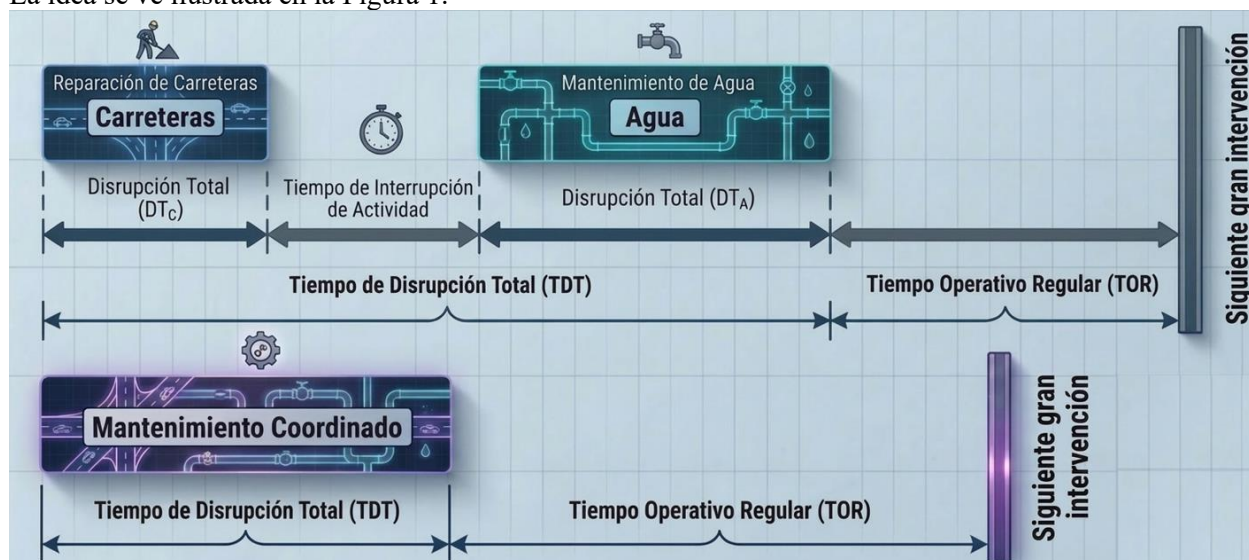 La idea se ve ilustrada en la Figura 1.
Reparación de Carreteras
Carreteras
Mantenimiento de Agua
Agua
Disrupción Total
(DTC)
Tiempo de Interrupción
de Actividad
Disrupción Total (DTA)
Tiempo de Disrupción Total (TDT)
Tiempo Operativo Regular (TOR)
Siguiente gran intervención
Mantenimiento Coordinado
Tiempo de Disrupción Total (TDT)
Tiempo Operativo Regular (TOR)
Siguiente gran
intervención